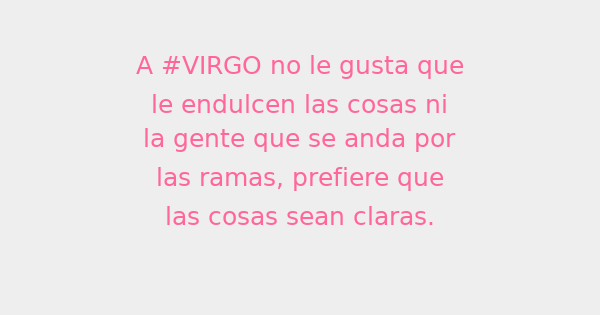 A #VIRGO no le gusta que
le endulcen las cosas ni
la gente que se anda por
las ramas, prefiere que
las cosas sean claras.